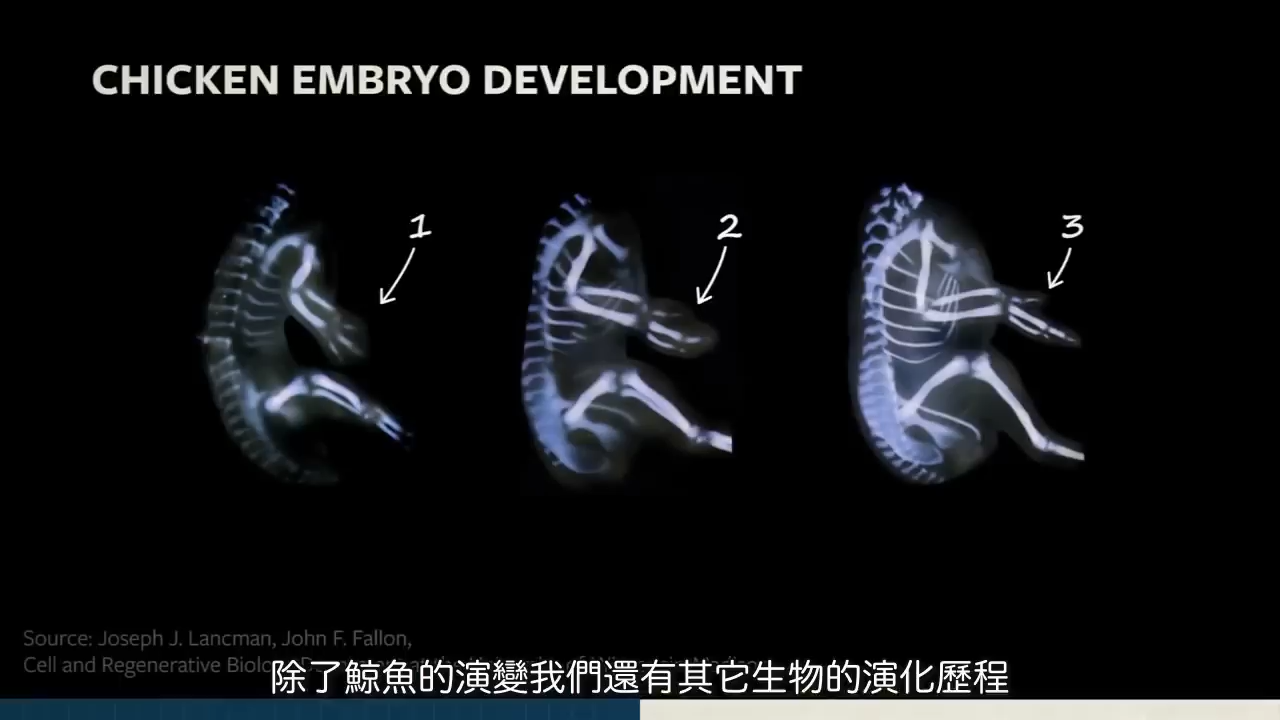 CHICKEN EMBRYO DEVELOPMENT
1
2
3
Source: Joseph J. Lancman, John F. Fallon,
Cell and Regenerative
除了鯨魚的演變我們還有其它生物的演化歷程